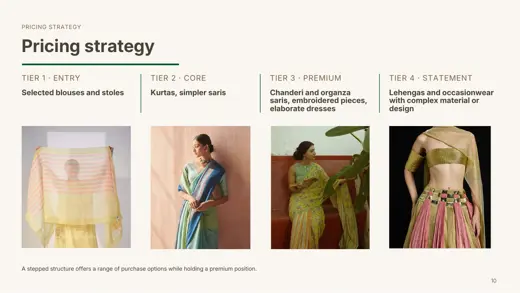 PRICING STRATEGY
Pricing strategy
TIER 1 · ENTRY
Selected blouses and stoles
TIER 2 · CORE
Kurtas, simpler saris
TIER 3 · PREMIUM
Chanderi and organza
saris, embroidered pieces,
elaborate dresses
TIER 4 · STATEMENT
Lehengas and occasionwear
with complex material or
design
A stepped structure offers a range of purchase options while holding a premium position.
10